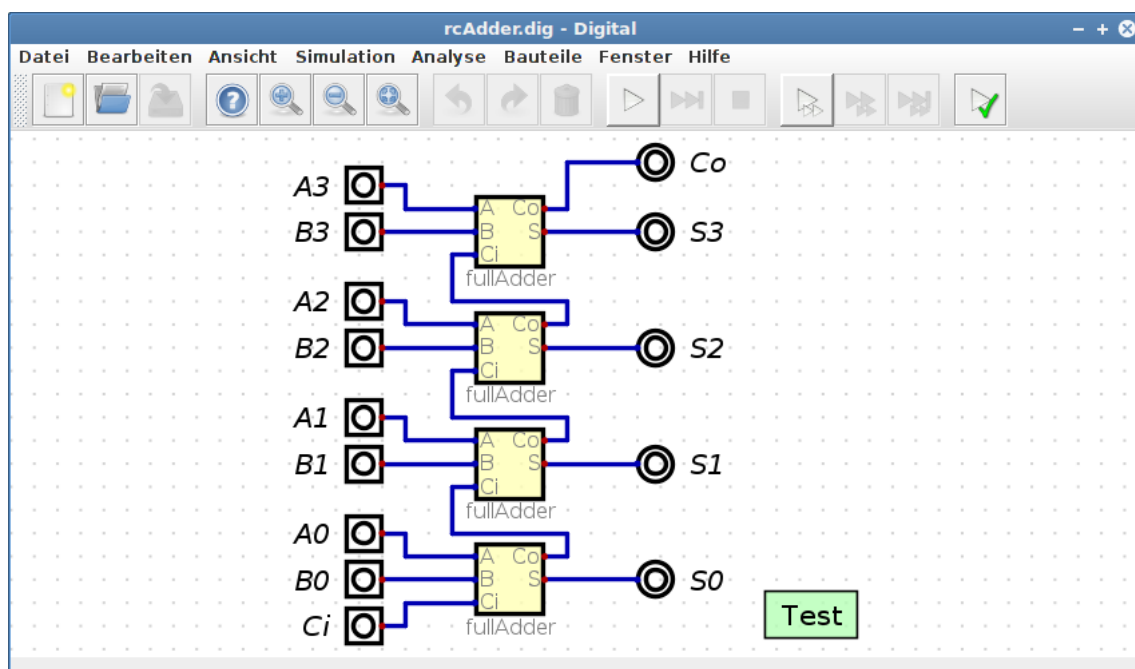 rcAdder.dig - Digital
Datei Bearbeiten Ansicht Simulation Analyse Bauteile Fenster Hilfe
Co
A3
A Co
B3
B S
S3
Ci
fullAdder
A2
A Co
B2
B S
S2
Ci
fullAdder
A1
A Co
B1
B S
S1
Ci
fullAdder
A0
A Co
B0
B S
S0
Ci
Ci
fullAdder
Test